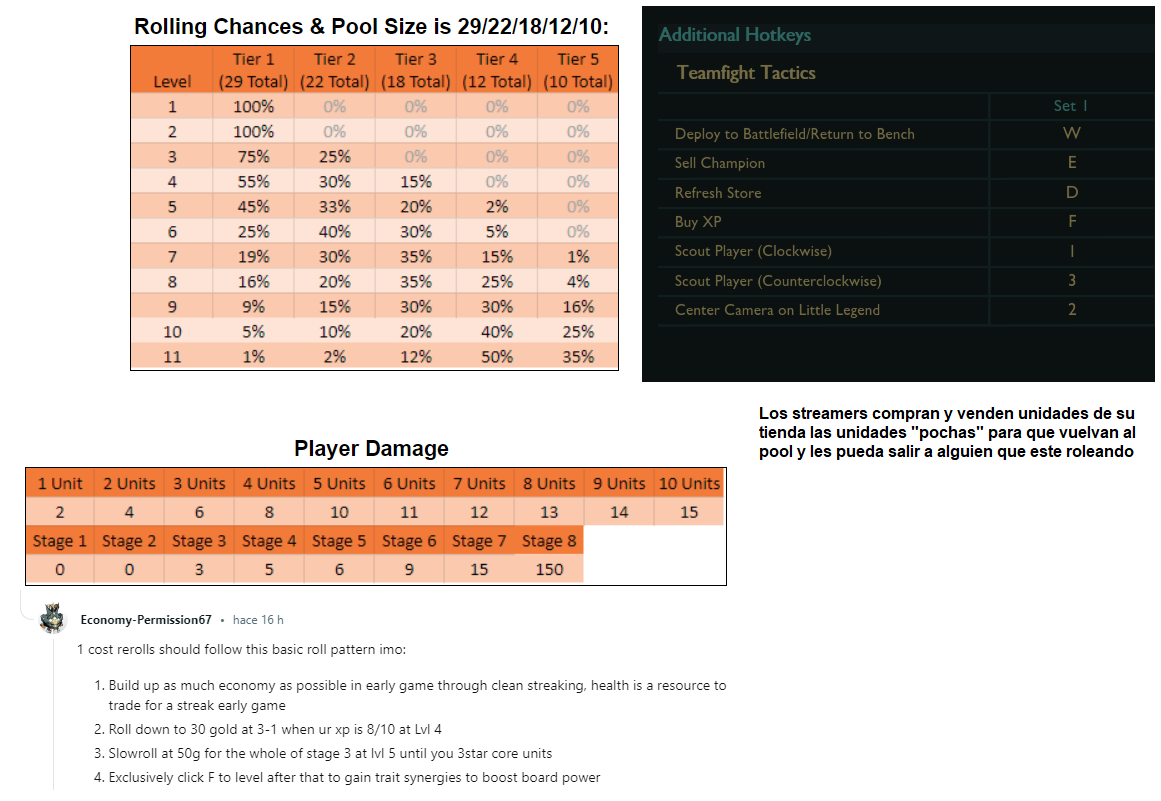 Rolling Chances & Pool Size is 29/22/18/12/10:
Level Tier 1 (29 Total) Tier 2 (22 Total) Tier 3 (18 Total) Tier 4 (12 Total) Tier 5 (10 Total)
1 100% 0% 0% 0% 0%
2 100% 0% 0% 0% 0%
3 75% 25% 0% 0% 0%
4 55% 30% 15% 0% 0%
5 45% 33% 20% 2% 0%
6 25% 40% 30% 5% 0%
7 19% 30% 35% 15% 1%
8 16% 20% 35% 25% 4%
9 9% 15% 30% 30% 16%
10 5% 10% 20% 40% 25%
11 1% 2% 12% 50% 35%
Additional Hotkeys
Teamfight Tactics
Set 1
Deploy to Battlefield/Return to Bench W
Sell Champion E
Refresh Store D
Buy XP F
Scout Player (Clockwise) 1
Scout Player (Counterclockwise) 3
Center Camera on Little Legend 2
Los streamers compran y venden unidades de su
tienda las unidades "pochas" para que vuelvan al
pool y les pueda salir a alguien que este roleando
Player Damage
1 Unit 2 Units 3 Units 4 Units 5 Units 6 Units 7 Units 8 Units 9 Units 10 Units
2 4 6 8 10 11 12 13 14 15
Stage 1 Stage 2 Stage 3 Stage 4 Stage 5 Stage 6 Stage 7 Stage 8
0 0 3 5 6 9 15 150
Economy-Permission67 • hace 16 h
1 cost rerolls should follow this basic roll pattern imo:
1. Build up as much economy as possible in early game through clean streaking, health is a resource to
trade for a streak early game
2. Roll down to 30 gold at 3-1 when ur xp is 8/10 at Lvl 4
3. Slowroll at 50g for the whole of stage 3 at lvl 5 until you 3star core units
4. Exclusively click F to level after that to gain trait synergies to boost board power